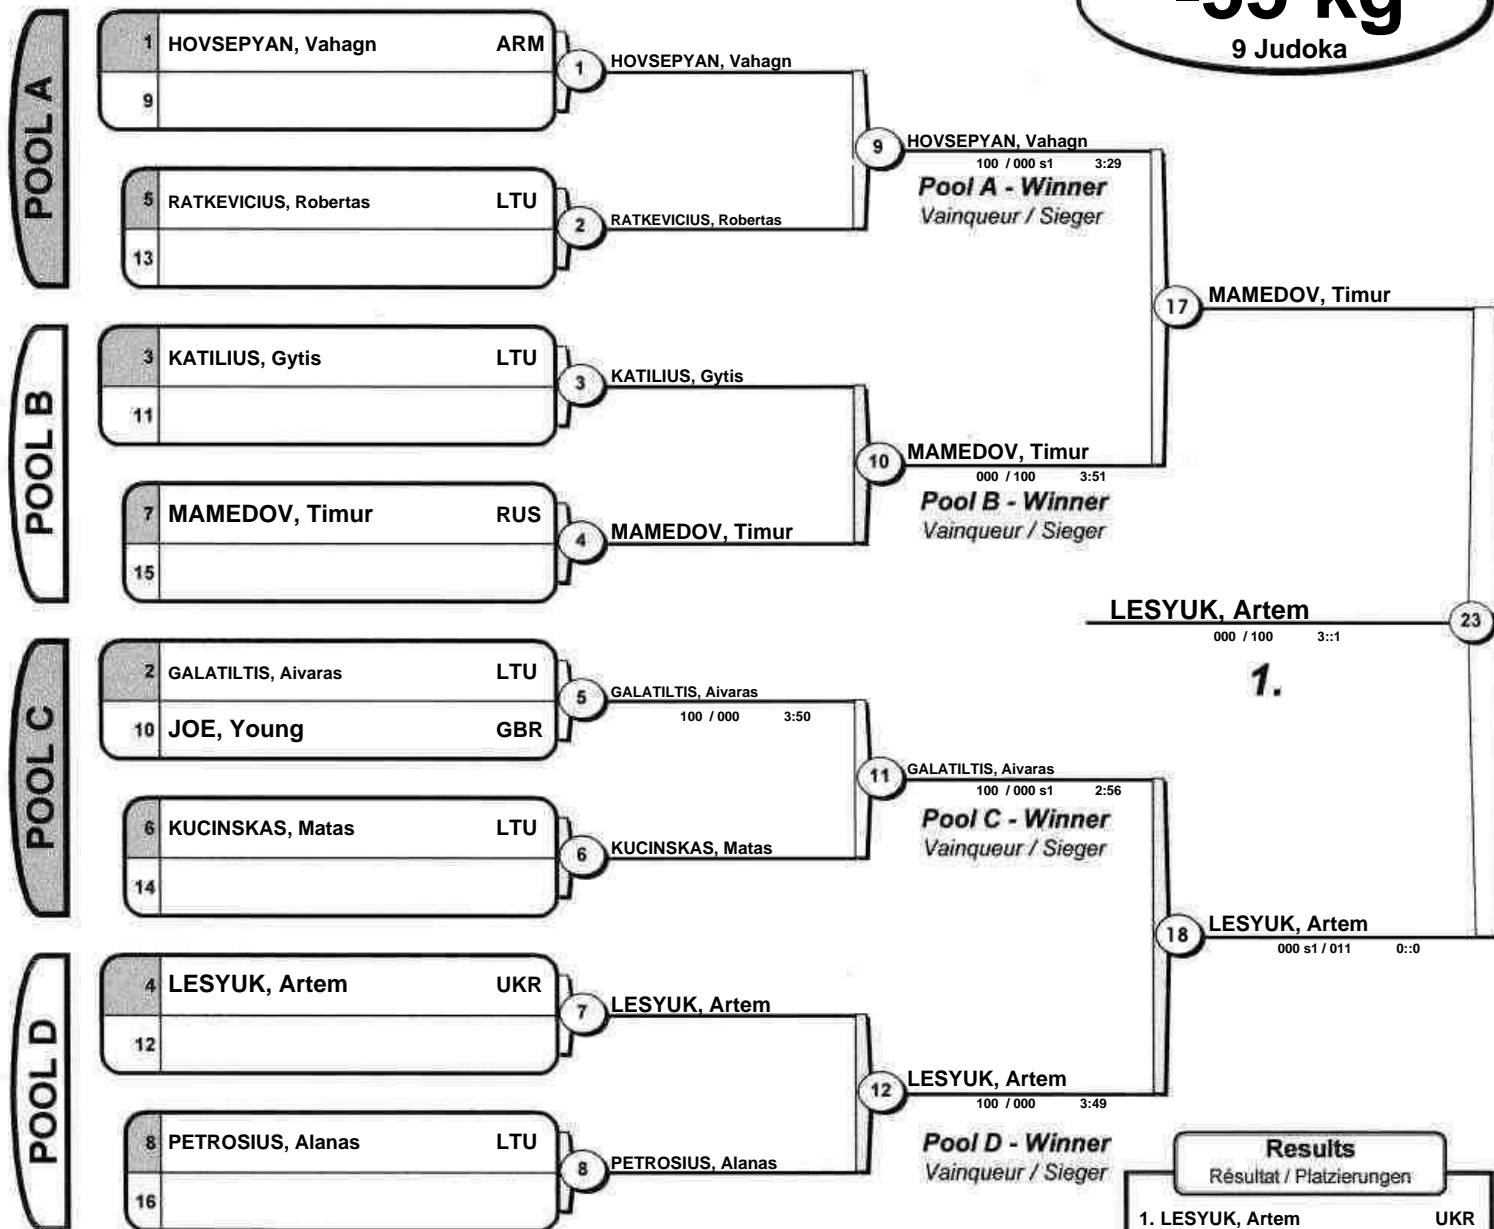 -55 kg
9 Judoka
POOL A
1 HOVSEPYAN, Vahagn ARM
9
5 RATKEVICIUS, Robertas LTU
13
1 HOVSEPYAN, Vahagn
2 RATKEVICIUS, Robertas
9 HOVSEPYAN, Vahagn
100 / 000 s1 3:29
Pool A - Winner
Vainqueur / Sieger
POOL B
3 KATILIUS, Gytis LTU
11
7 MAMEDOV, Timur RUS
15
3 KATILIUS, Gytis
4 MAMEDOV, Timur
10 MAMEDOV, Timur
000 / 100 3:51
Pool B - Winner
Vainqueur / Sieger
17 MAMEDOV, Timur
LESYUK, Artem 23
000 / 100 3::1
1.
POOL C
2 GALATILTIS, Aivaras LTU
10 JOE, Young GBR
6 KUCINSKAS, Matas LTU
14
5 GALATILTIS, Aivaras
100 / 000 3:50
6 KUCINSKAS, Matas
11 GALATILTIS, Aivaras
100 / 000 s1 2:56
Pool C - Winner
Vainqueur / Sieger
18 LESYUK, Artem
000 s1 / 011 0::0
POOL D
4 LESYUK, Artem UKR
12
8 PETROSIUS, Alanas LTU
16
7 LESYUK, Artem
8 PETROSIUS, Alanas
12 LESYUK, Artem
100 / 000 3:49
Pool D - Winner
Vainqueur / Sieger
Results
Résultat / Platzierungen
1. LESYUK, Artem UKR